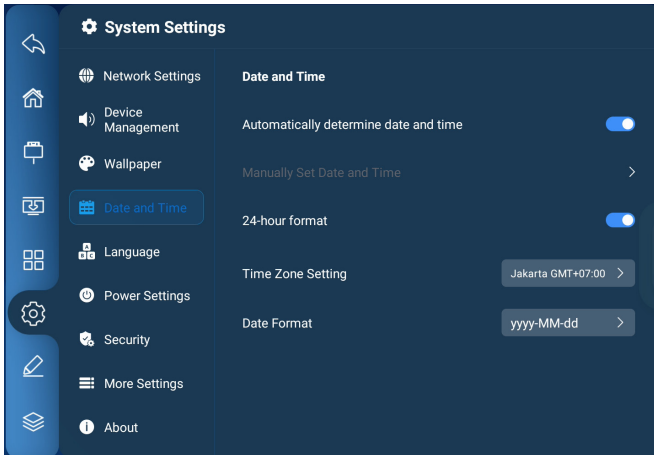 System Settings
Network Settings
Device
Management
Wallpaper
Date and Time
Language
Power Settings
Security
More Settings
About
Date and Time
Automatically determine date and time
Manually Set Date and Time
24-hour format
Time Zone Setting
Jakarta GMT+07:00
Date Format
yyyy-MM-dd